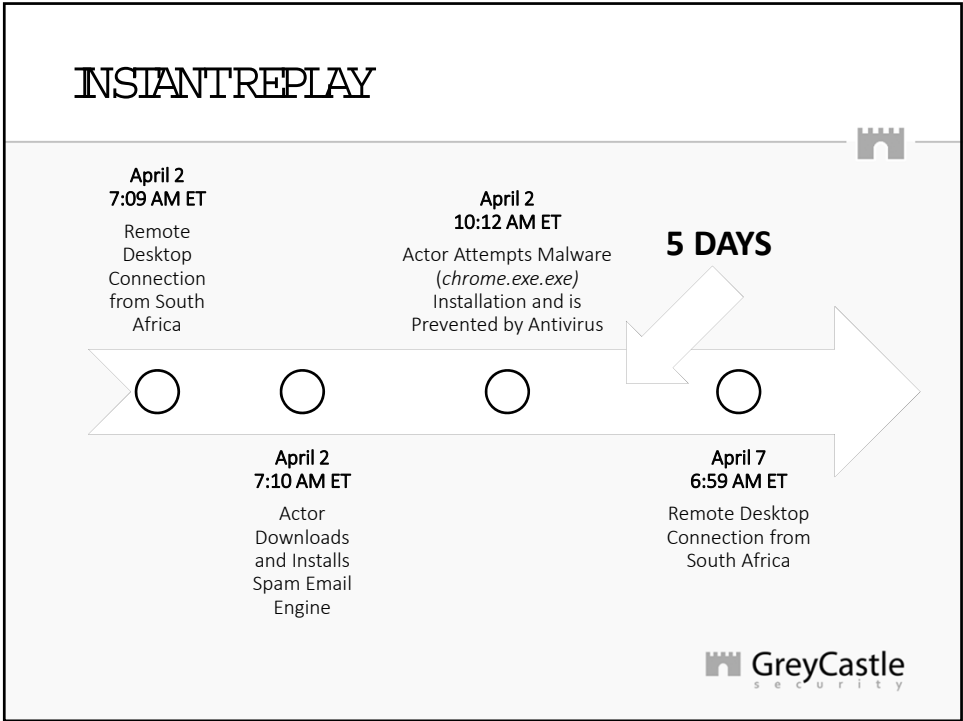 INSTANT REPLAY
April 2
7:09 AM ET
Remote
Desktop
Connection
from South
Africa
April 2
7:10 AM ET
Actor
Downloads
and Installs
Spam Email
Engine
April 2
10:12 AM ET
Actor Attempts Malware
(chrome.exe.exe)
Installation and is
Prevented by Antivirus
5 DAYS
April 7
6:59 AM ET
Remote Desktop
Connection from
South Africa
GreyCastle
security